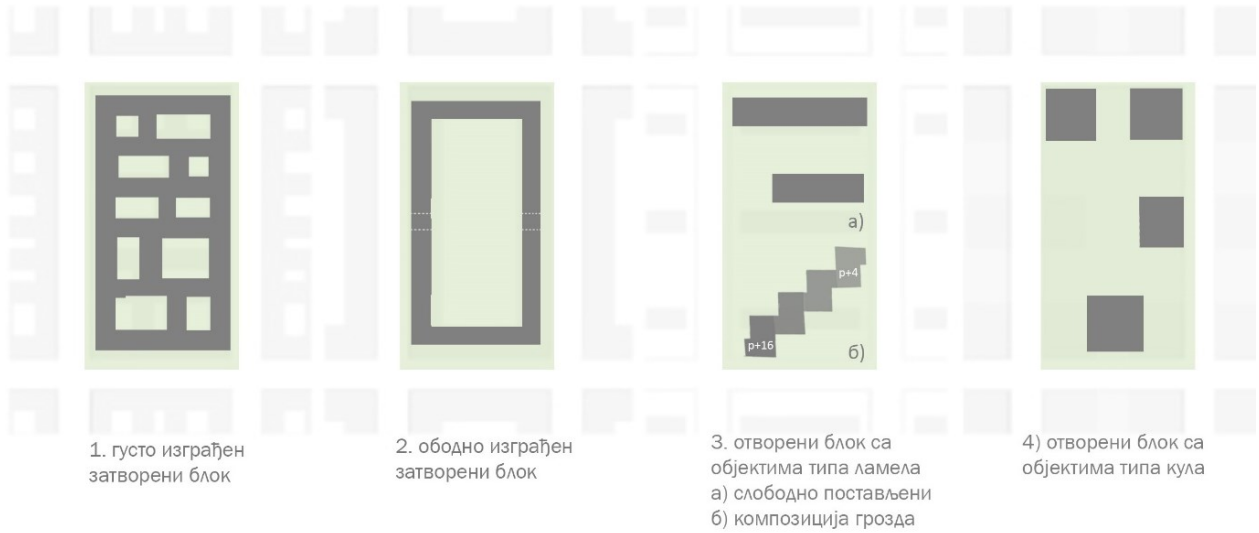 а)
р+4
р+16
б)
1. густо изграђен
затворени блок
2. ободно изграђен
затворени блок
3. отворени блок са
објектима типа ламела
а) слободно постављени
б) композиција грозда
4) отворени блок са
објектима типа кула